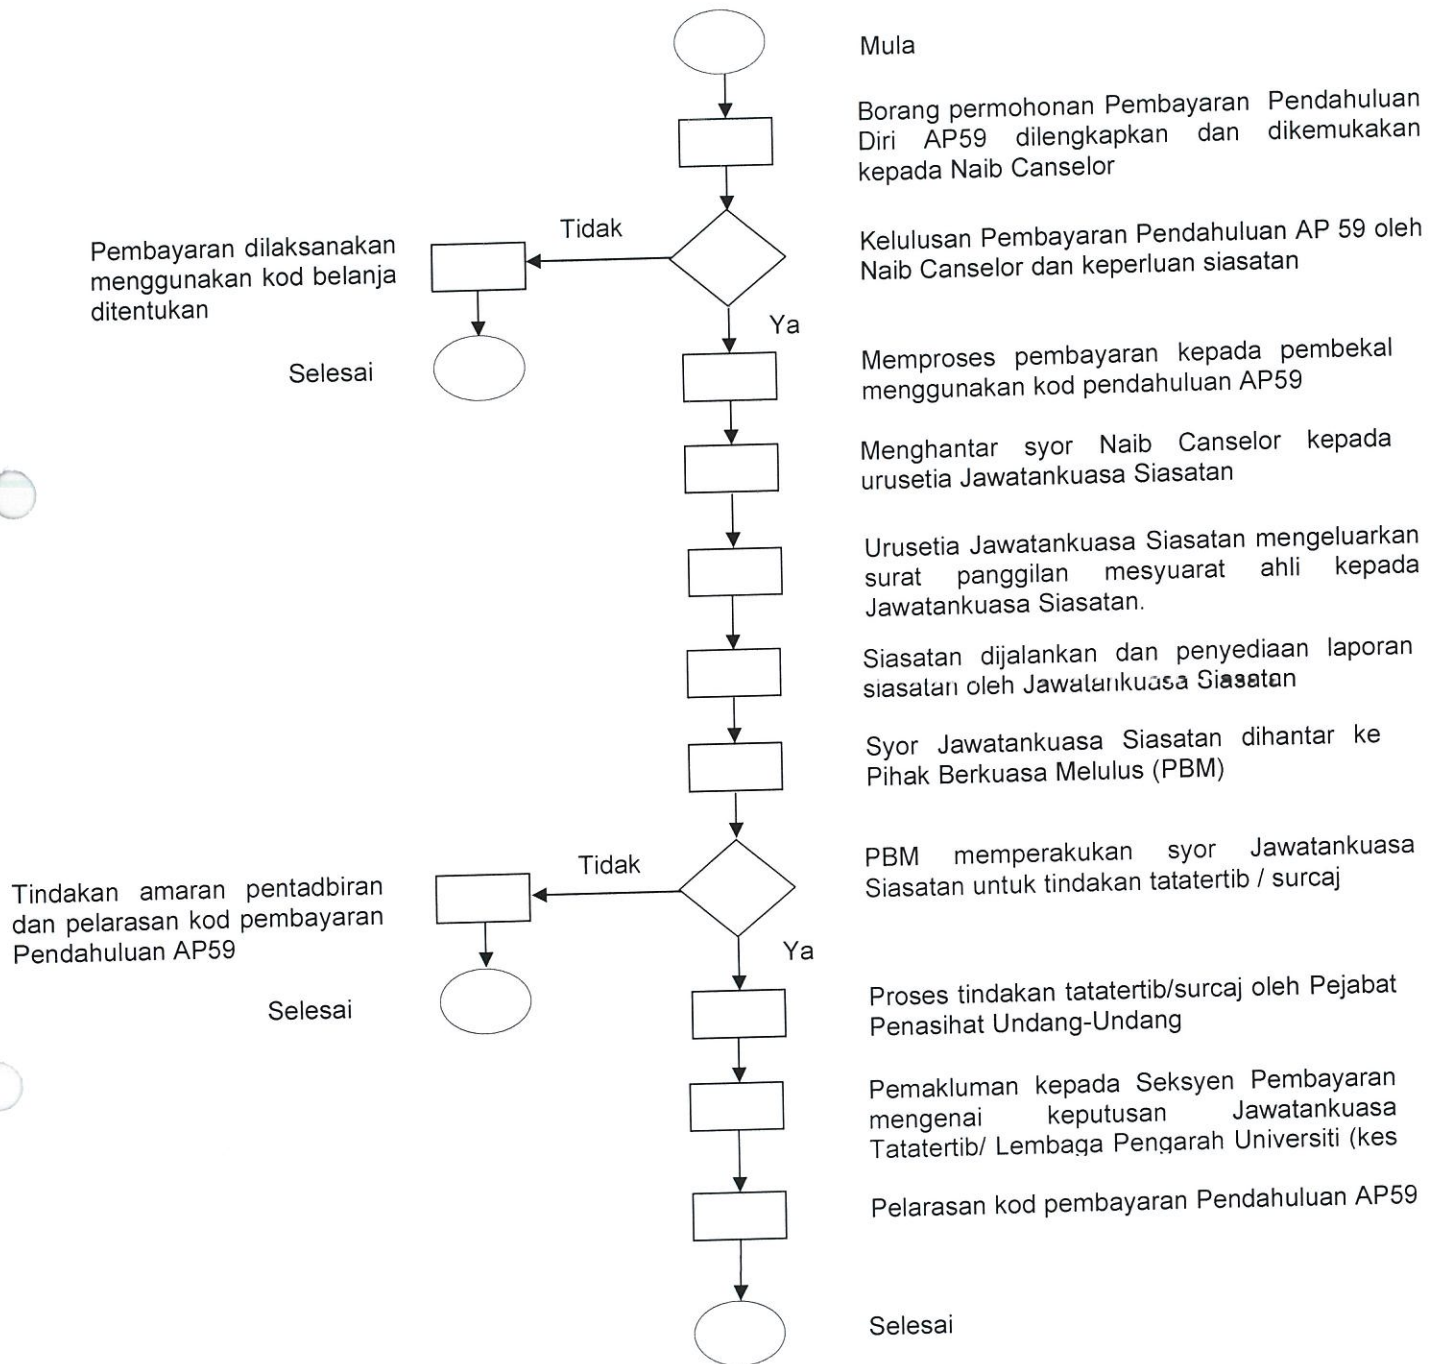 Mula
Borang permohonan Pembayaran Pendahuluan
Diri AP59 dilengkapkan dan dikemukakan
kepada Naib Canselor
Tidak
Pembayaran dilaksanakan
menggunakan kod belanja
ditentukan
Kelulusan Pembayaran Pendahuluan AP 59 oleh
Naib Canselor dan keperluan siasatan
Ya
Selesai
Memproses pembayaran kepada pembekal
menggunakan kod pendahuluan AP59
Menghantar syor Naib Canselor kepada
urusetia Jawatankuasa Siasatan
Urusetia Jawatankuasa Siasatan mengeluarkan
surat panggilan mesyuarat ahli kepada
Jawatankuasa Siasatan.
Siasatan dijalankan dan penyediaan laporan
siasatan oleh Jawatankuasa Siasatan
Syor Jawatankuasa Siasatan dihantar ke
Pihak Berkuasa Melulus (PBM)
Tidak
Tindakan amaran pentadbiran
dan pelarasan kod pembayaran
Pendahuluan AP59
PBM memperakukan syor Jawatankuasa
Siasatan untuk tindakan tatatertib / surcaj
Ya
Selesai
Proses tindakan tatatertib/surcaj oleh Pejabat
Penasihat Undang-Undang
Pemakluman kepada Seksyen Pembayaran
mengenai keputusan Jawatankuasa
Tatatertib/ Lembaga Pengarah Universiti (kes
Pelarasan kod pembayaran Pendahuluan AP59
Selesai